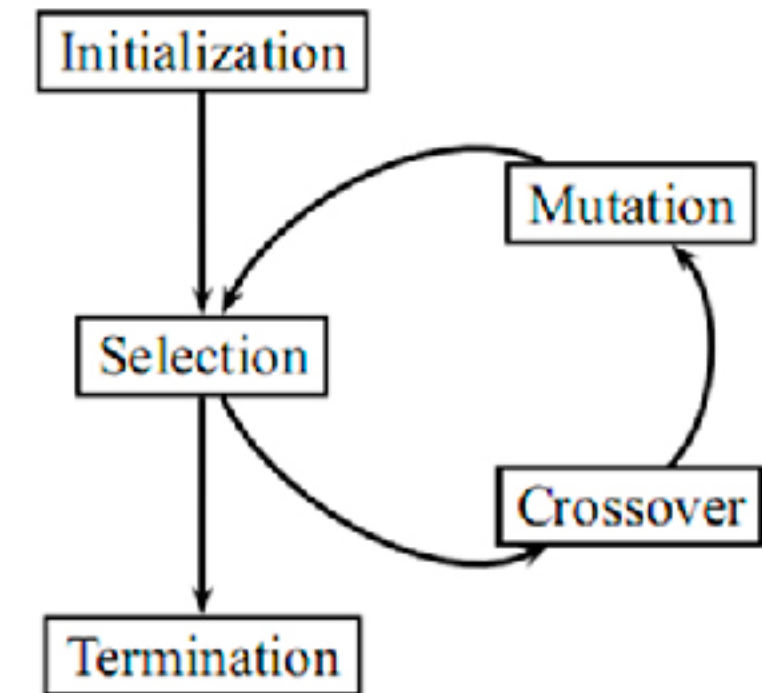 Initialization
Mutation
Selection
Crossover
Termination